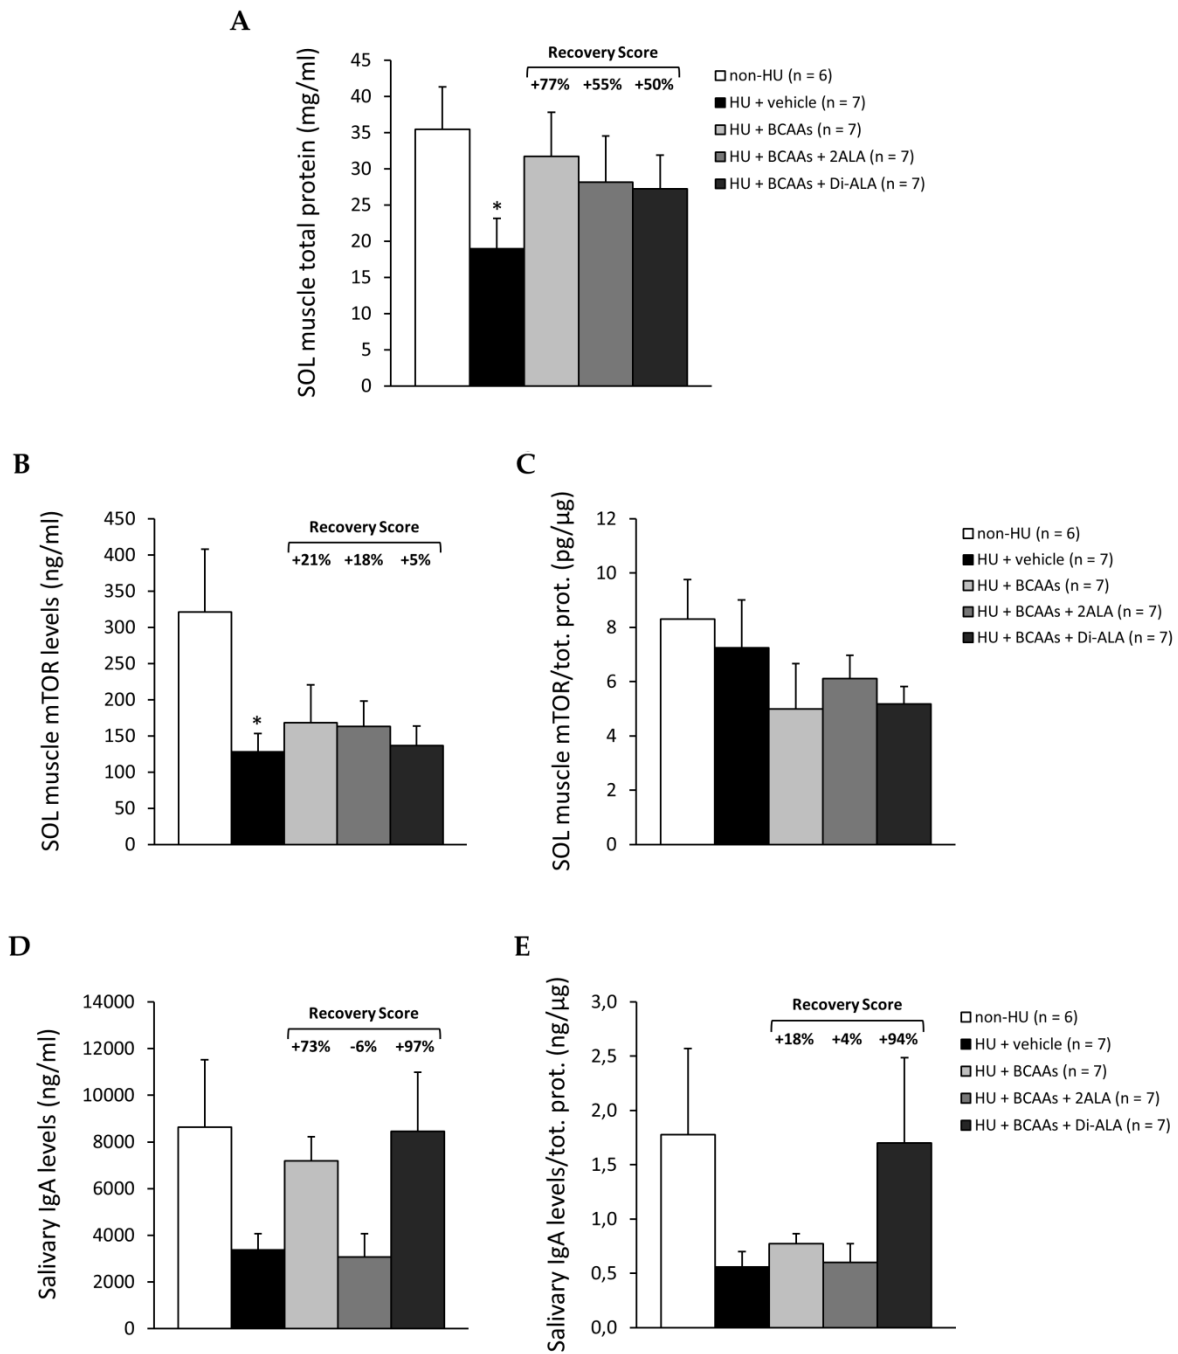 A
SOL muscle total protein (mg/ml)
45
40
35
30
25
20
15
10
5
0
Recovery Score
+77% +55% +50%
*
non-HU (n = 6)
HU + vehicle (n = 7)
HU + BCAAs (n = 7)
HU + BCAAs + 2ALA (n = 7)
HU + BCAAs + Di-ALA (n = 7)
B
SOL muscle mTOR levels (ng/ml)
450
400
350
300
250
200
150
100
50
0
Recovery Score
+21% +18% +5%
*
C
SOL muscle mTOR/tot. prot. (pg/µg)
12
10
8
6
4
2
0
non-HU (n = 6)
HU + vehicle (n = 7)
HU + BCAAs (n = 7)
HU + BCAAs + 2ALA (n = 7)
HU + BCAAs + Di-ALA (n = 7)
D
Salivary IgA levels (ng/ml)
14000
12000
10000
8000
6000
4000
2000
0
Recovery Score
+73% -6% +97%
E
Salivary IgA levels/tot. prot. (ng/µg)
3,0
2,5
2,0
1,5
1,0
0,5
0,0
Recovery Score
+18% +4% +94%
non-HU (n = 6)
HU + vehicle (n = 7)
HU + BCAAs (n = 7)
HU + BCAAs + 2ALA (n = 7)
HU + BCAAs + Di-ALA (n = 7)